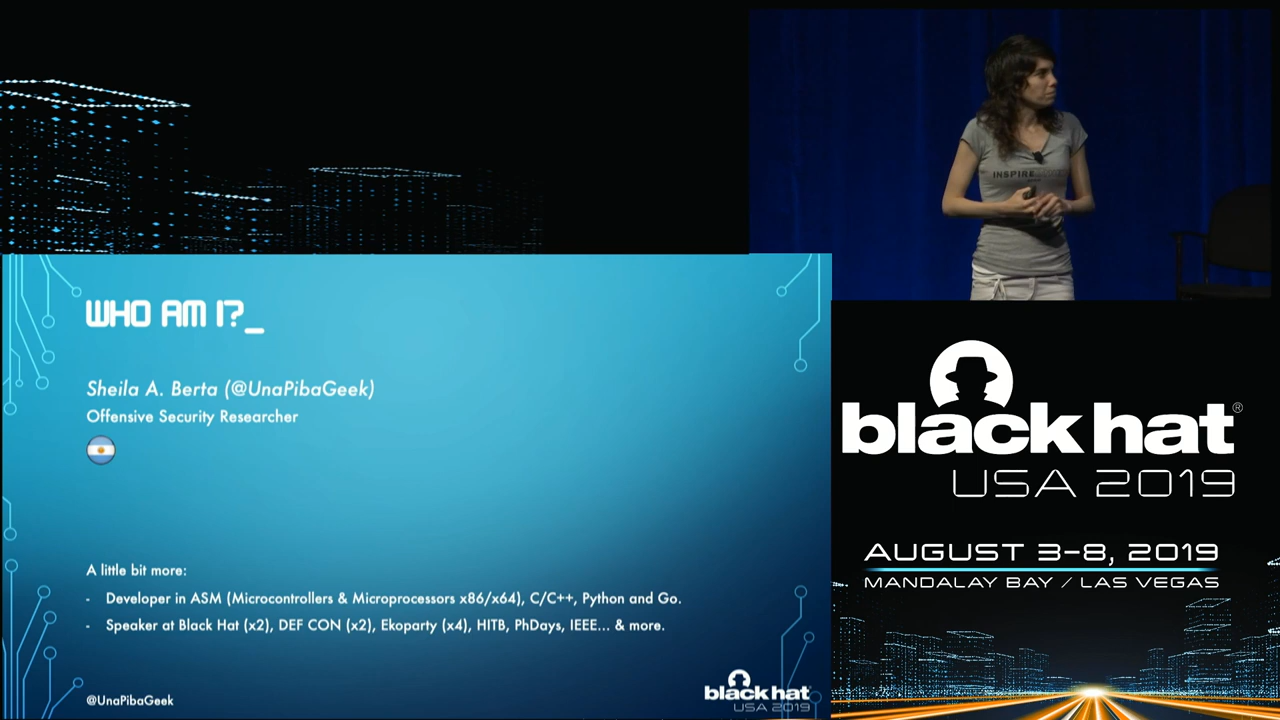 INSPIRE
WHO AM I?_
Sheila A. Berta (@UnaPibaGeek)
Offensive Security Researcher
A little bit more:
- Developer in ASM (Microcontrollers & Microprocessors x86/x64), C/C++, Python and Go.
- Speaker at Black Hat (x2), DEF CON (x2), Ekoparty (x4), HITB, PhDays, IEEE... & more.
@UnaPibaGeek
black hat
USA 2019
black hat®
USA 2019
AUGUST 3-8, 2019
MANDALAY BAY / LAS VEGAS